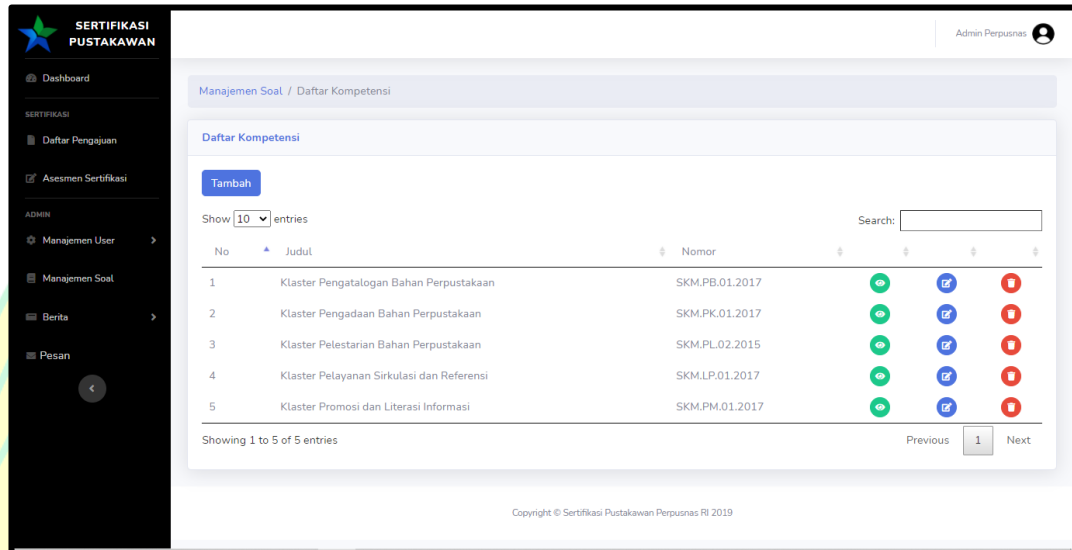 SERTIFIKASI
PUSTAKAWAN
Admin Perpusnas
Dashboard
SERTIFIKASI
Daftar Pengajuan
Asesmen Sertifikasi
ADMIN
Manajemen User
Manajemen Soal
Berita
Pesan
Manajemen Soal / Daftar Kompetensi
Daftar Kompetensi
Tambah
Show 10 entries
Search:
No Judul Nomor
1 Klaster Pengatalogan Bahan Perpustakaan SKM.PB.01.2017
2 Klaster Pengadaan Bahan Perpustakaan SKM.PK.01.2017
3 Klaster Pelestarian Bahan Perpustakaan SKM.PL.02.2015
4 Klaster Pelayanan Sirkulasi dan Referensi SKM.LP.01.2017
5 Klaster Promosi dan Literasi Informasi SKM.PM.01.2017
Showing 1 to 5 of 5 entries
Previous 1 Next
Copyright © Sertifikasi Pustakawan Perpusnas RI 2019